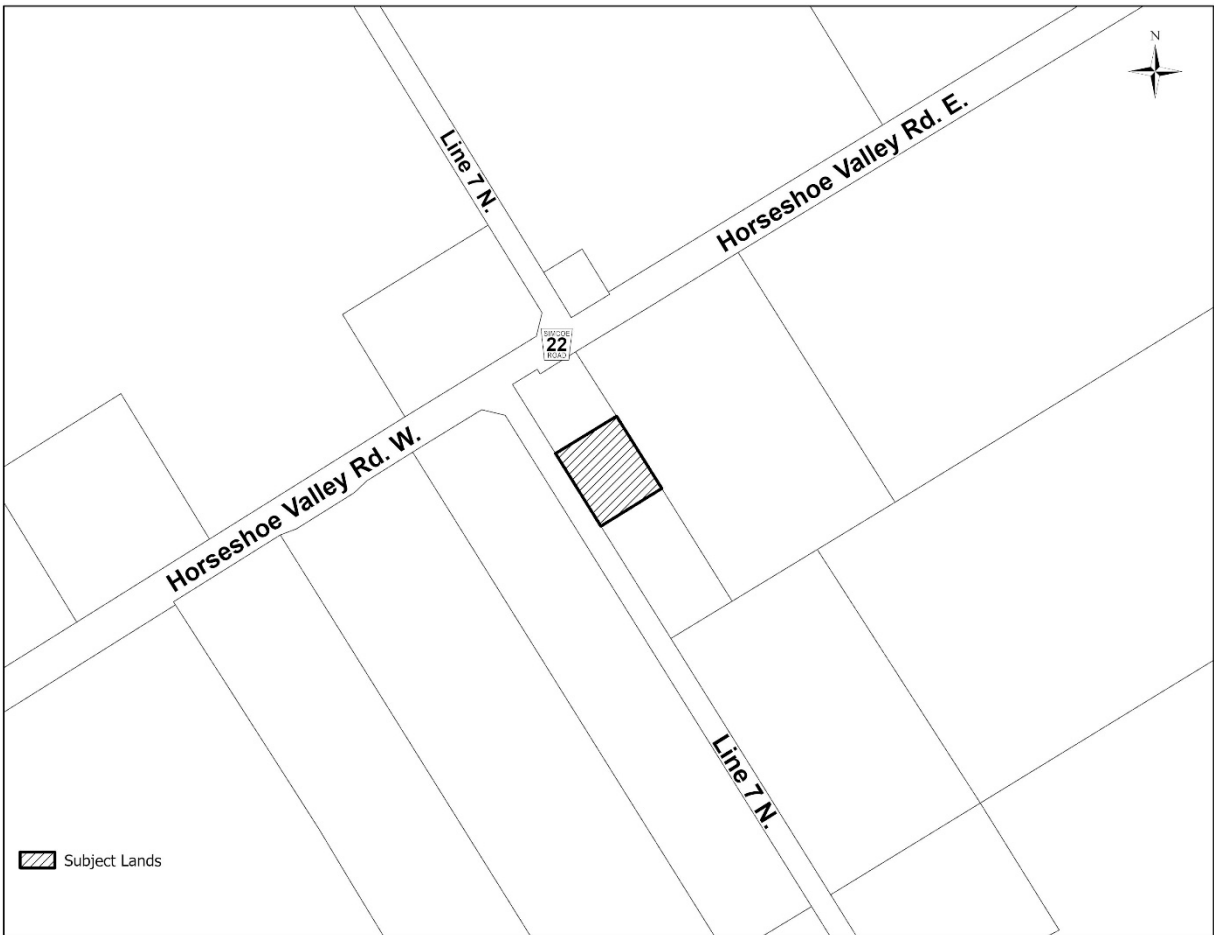 N
Line 7 N.
Horseshoe Valley Rd. E.
SIMCOE
22
ROAD
Horseshoe Valley Rd. W.
Line 7 N.
Subject Lands